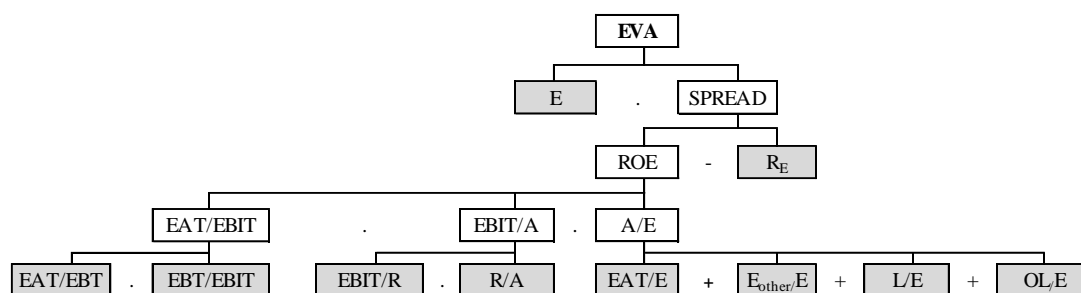 EVA
E . SPREAD
ROE - R_E
EAT/EBIT . EBIT/A . A/E
EAT/EBT . EBT/EBIT EBIT/R . R/A EAT/E + E_other/E + L/E + OL/E